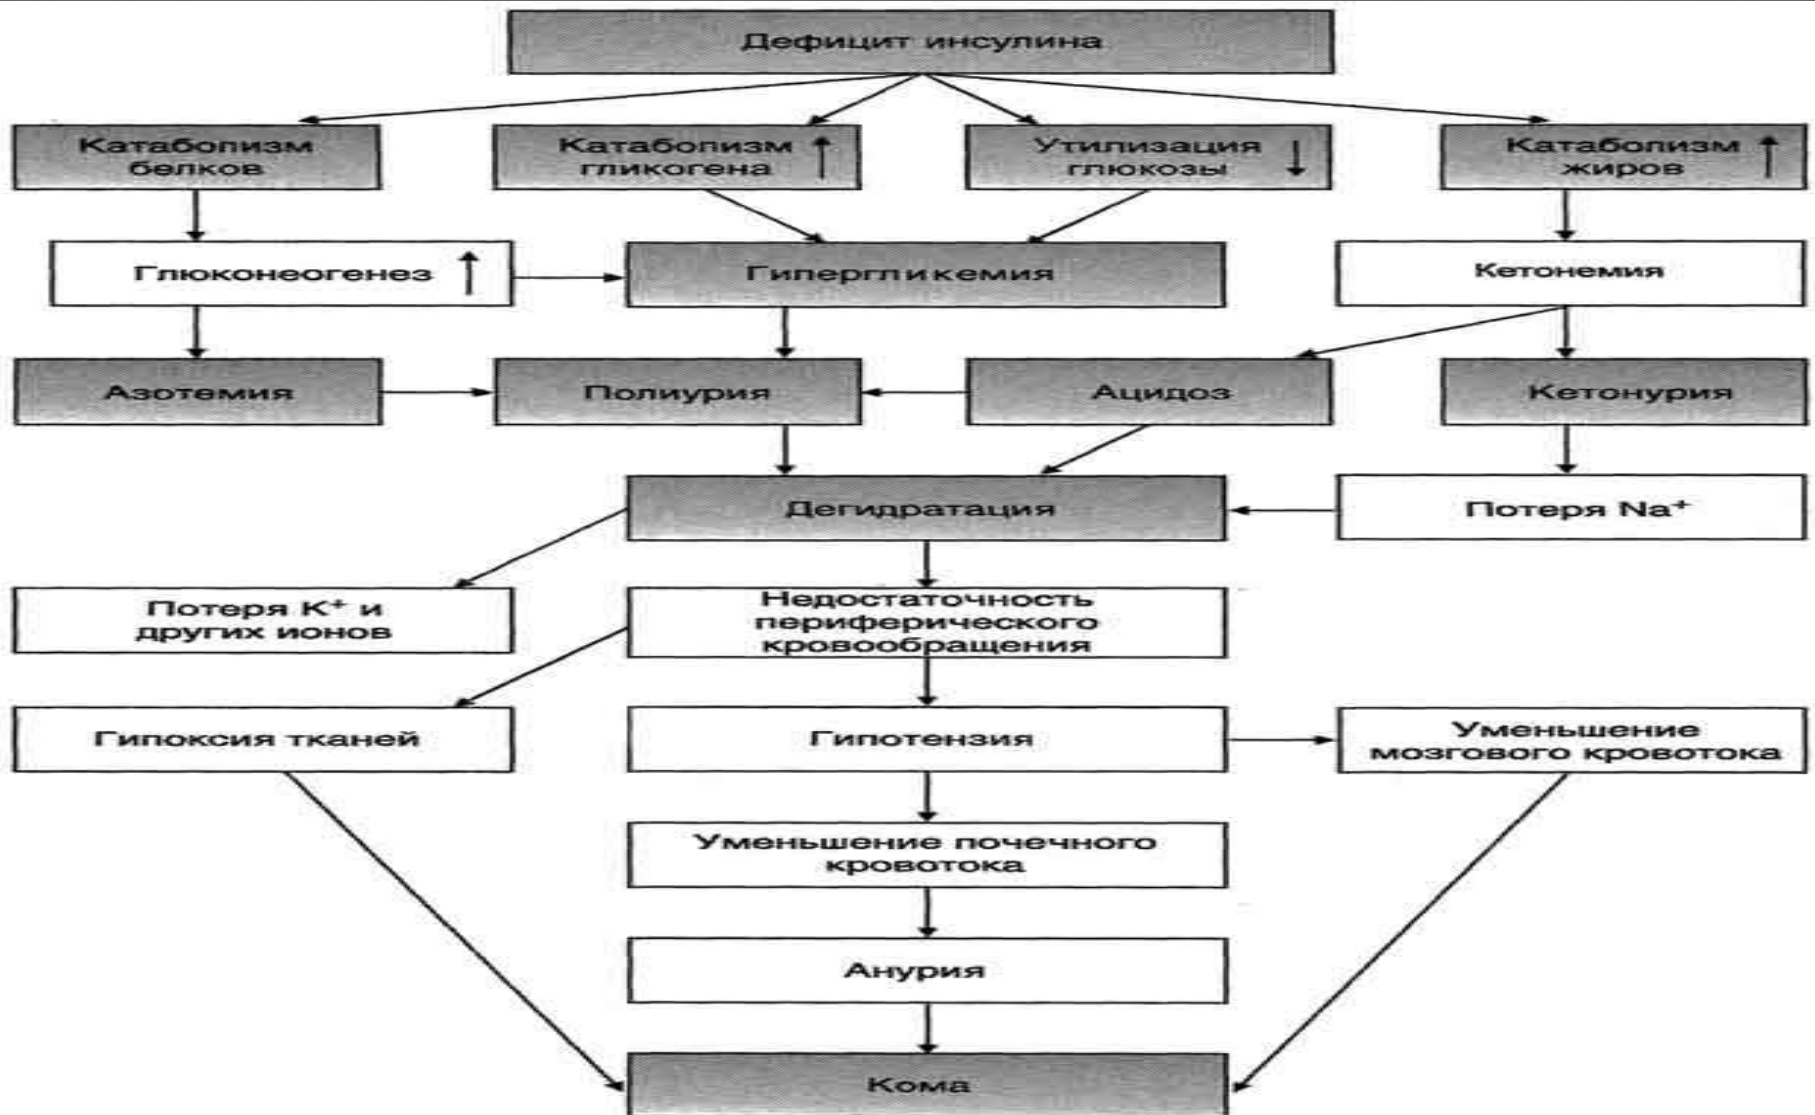 Дефицит инсулина
Катаболизм
белков
Катаболизм ↑
гликогена
Утилизация ↓
глюкозы
Катаболизм ↑
жиров
Глюконеогенез ↑
Гипергликемия
Кетонемия
Азотемия
Полиурия
Ацидоз
Кетонурия
Дегидратация
Потеря Na⁺
Потеря K⁺ и
других ионов
Недостаточность
периферического
кровообращения
Гипоксия тканей
Гипотензия
Уменьшение
мозгового кровотока
Уменьшение почечного
кровотока
Анурия
Кома